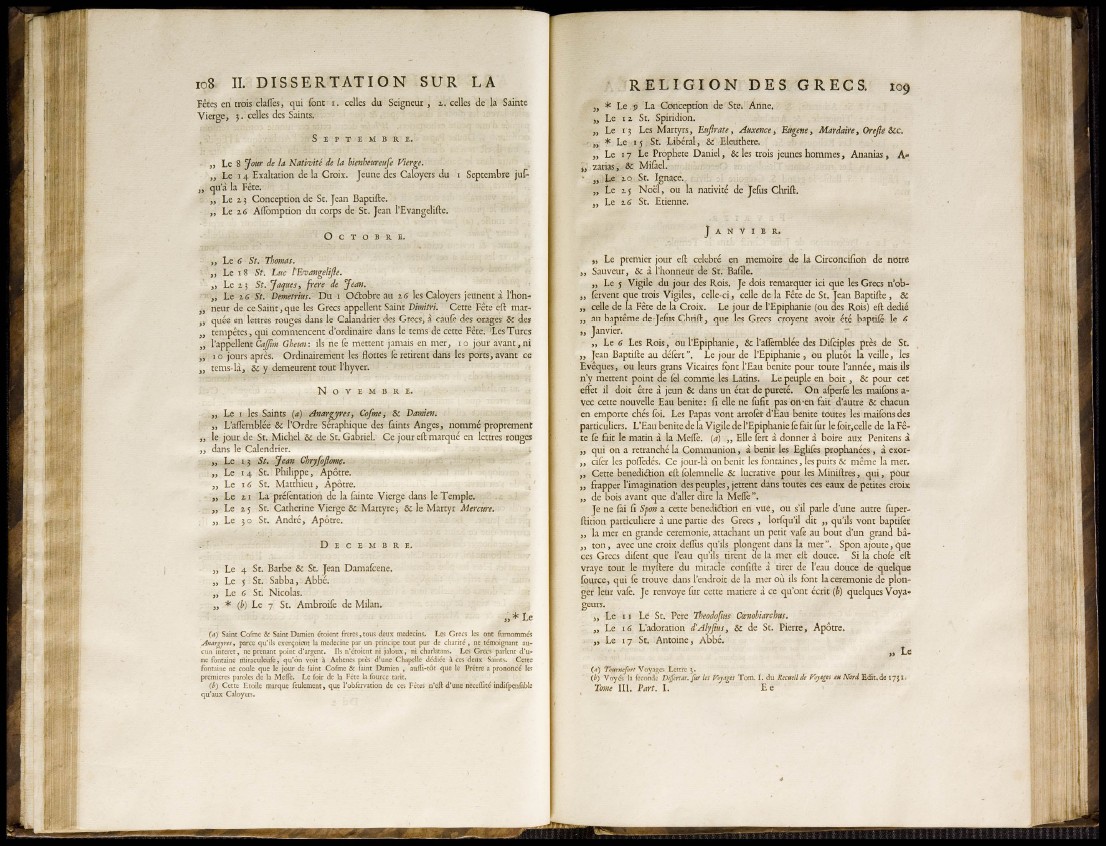 108 II. DISSERTATION SUR LA
Fêtes en trois classes, qui sont 1. celles du Seigneur, 2. celles de la Sainte
Vierge, 3. celles des Saints.
SEPTEMBRE.
„ Le 8 Jour de la Nativité de la bienheureuse Vierge.
„ Le 14 Exaltation de la Croix. Jeune des Caloyers du 1 Septembre jus-
„ qu'à la Fête.
„ Le 23 Conception de St. Jean Baptiste.
„ Le 26 Assomption du corps de St. Jean l'Evangeliste.
OCTOBRE.
„ Le 6 St. Thomas.
„ Le 18 St. Luc l'Evangeliste.
„ Le 23 St. Jaques, frere de Jean.
„ Le 26 St. Demetrius. Du 1 Octobre au 26 les Caloyers jeunent à l'hon-
„ neur de ce Saint, que les Grecs appellent Saint Dimitri. Cette Fête est mar-
„ quée en lettres rouges dans le Calandrier des Grecs, à cause des orages & des
„ tempêtes, qui commencent d'ordinaire dans le tems de cette Fête. Les Turcs
„ l'appellent Cassim Gheun: ils ne se mettent jamais en mer, 10 jour avant, ni
„ 10 jours après. Ordinairement les flottes se retirent dans les ports, avant ce
„ tems-là, & y demeurent tout l'hyver.
NOVEMBRE.
„ Le 1 les Saints (a) Anargyres, Cosme, & Damien.
„ L'assemblée & l'Ordre Séraphique des saints Anges, nommé proprement
„ le jour de St. Michel & de St. Gabriel. Ce jour est marqué en lettres rouges
„ dans le Calendrier.
„ Le 13 St. Jean Chrysostome.
„ Le 14 St. Philippe, Apôtre.
„ Le 16 St. Matthieu, Apôtre.
„ Le 21 La présentation de la sainte Vierge dans le Temple.
„ Le 25 St. Catherine Vierge & Martyre; & le Martyr Mercure.
„ Le 30 St. André, Apôtre.
DECEMBRE.
„ Le 4 St. Barbe & St. Jean Damascene.
„ Le 5 St. Sabba, Abbé.
„ Le 6 St. Nicolas.
„ * (b) Le 7 St. Ambroise de Milan.
„ * Le
(a) Saint Cosme & Saint Damien étoient freres, tous deux medecins. Les Grecs les ont surnommés
Anargyres, parce qu'ils exerçoient la medecine par un principe tout pur de charité, ne témoignant au-
cun interet, ne prenant point d'argent. Ils n'étoient ni jaloux, ni charlatans. Les Grecs parlent d'u-
ne fontaine miraculeuse, qu'on voit à Athenes près d'une Chapelle dédiée à ces deux Saints. Cette
fontaine ne coule que le jour de saint Cosme & saint Damien, aussi-tôt que le Prêtre a prononcé les
premieres paroles de la Messe. Le soir de la Fête la source tarit.
(b) Cette Etoile marque seulement, que l'observation de ces Fêtes n'est d'une necessité indispensible
qu'aux Caloyers.
RELIGION DES GRECS. 109
„ * Le 9 La Conception de Ste. Anne.
„ Le 12 St. Spiridion.
„ Le 13 Les Martyrs, Eustrate, Auxence, Eugene, Mardaire, Oreste &c.
„ * Le 15 St. Libéral, & Eleuthere.
„ Le 17 Le Prophete Daniel, & les trois jeunes hommes, Ananias, A-
„ zarias, & Misael.
„ Le 20 St. Ignace.
„ Le 25 Noël, ou la nativité de Jesus Christ.
„ Le 26 St. Etienne.
JANVIER.
„ Le premier jour est celebré en memoire de la Circoncision de notre
„ Sauveur, & à l'honneur de St. Basile.
„ Le 5 Vigile du jour des Rois. Je dois remarquer ici que les Grecs n'ob-
„ servent que trois Vigiles, celle-ci, celle de la Fête de St. Jean Baptiste, &
„ celle de la Fête de la Croix. Le jour de l'Epiphanie (ou des Rois) est dedié
„ au baptême de Jesus Christ, que les Grecs croyent avoir été baptisé le 6
„ Janvier.
„ Le 6 Les Rois, ou l'Epiphanie, & l'assemblée des Disciples près de St.
„ Jean Baptiste au désert". Le jour de l'Epiphanie, ou plutôt la veille, les
Evêques, ou leurs grans Vicaires font l'Eau benite pour toute l'année, mais ils
n'y mettent point de sel comme les Latins. Le peuple en boit, & pour cet
effet il doit être à jeun & dans un état de pureté. On asperse les maisons a-
vec cette nouvelle Eau benite: si elle ne sufit pas on-en fait d'autre & chacun
en emporte chés soi. Les Papas vont arroser d'Eau benite toutes les maisons des
particuliers. L'Eau benite de la Vigile de l'Epiphanie se fait sur le soir, celle de la Fê-
te se fait le matin à la Messe. (a) „ Elle sert à donner à boire aux Penitens à
„ qui on a retranché la Communion, à benir les Eglises prophanées, à exor-
„ ciser les possedés. Ce jour-là on benit les fontaines, les puits & même la mer.
„ Cette benediction est solemnelle & lucrative pour les Ministres, qui, pour
„ frapper l'imagination des peuples, jettent dans toutes ces eaux de petites croix
„ de bois avant que d'aller dire la Messe".
Je ne sai si Spon a cette benediction en vue, ou s'il parle d'une autre super-
stition particuliere à une partie des Grecs, lorsqu'il dit „ qu'ils vont baptiser
„ la mer en grande ceremonie, attachant un petit vase au bout d'un grand bâ-
„ ton, avec une croix dessus qu'ils plongent dans la mer". Spon ajoute, que
ces Grecs disent que l'eau qu'ils tirent de la mer est douce. Si la chose est
vraye tout le mystere du miracle consiste à tirer de l'eau douce de quelque
source, qui se trouve dans l'endroit de la mer où ils font la ceremonie de plon-
ger leur vase. Je renvoye sur cette matiere à ce qu'ont écrit (b) quelques Voya-
geurs.
„ Le 11 Le St. Pere Theodosius Cœnobiarchus.
„ Le 16 L'adoration d'Alysius, & de St. Pierre, Apôtre.
„ Le 17 St. Antoine, Abbé.
„ Le
(a) Tournefort Voyages Lettre 3.
(b) Voyés la seconde Dissertat. sur les Voyages Tom. I. du Recueil de Voyages au Nord Edit. de 1731.
Tome III. Part. I. Ee